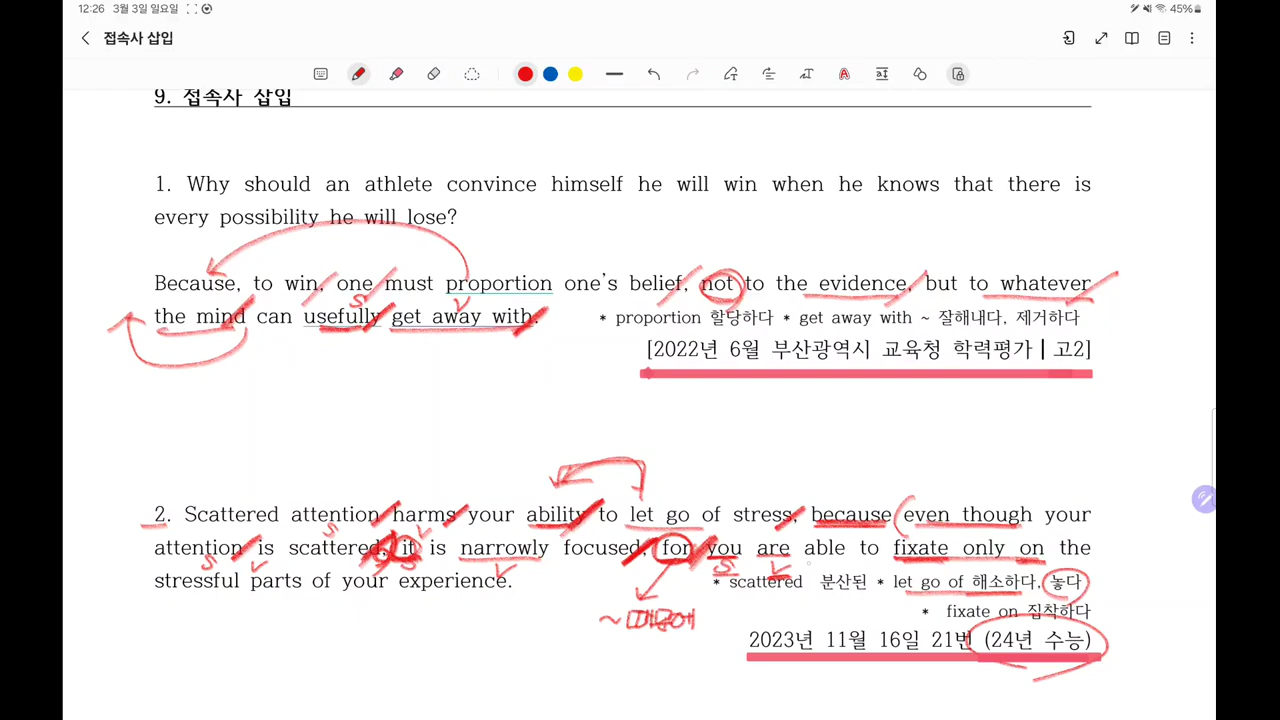 12:26 3월 3일 일요일
45%
접속사 삽입
9. 접속사 삽입
1. Why should an athlete convince himself he will win when he knows that there is
every possibility he will lose?
Because, to win, one must proportion one's belief, not to the evidence, but to whatever
s
v
the mind can usefully get away with.
* proportion 할당하다 * get away with ~ 잘해내다, 제거하다
[2022년 6월 부산광역시 교육청 학력평가 | 고2]
2. Scattered attention harms your ability to let go of stress, because even though your
s
v
attention is scattered, it is narrowly focused, for you are able to fixate only on the
s
v
s
v
s
v
stressful parts of your experience.
* scattered 분산된 * let go of 해소하다, 놓다
~때문에
* fixate on 집착하다
2023년 11월 16일 21번 (24년 수능)